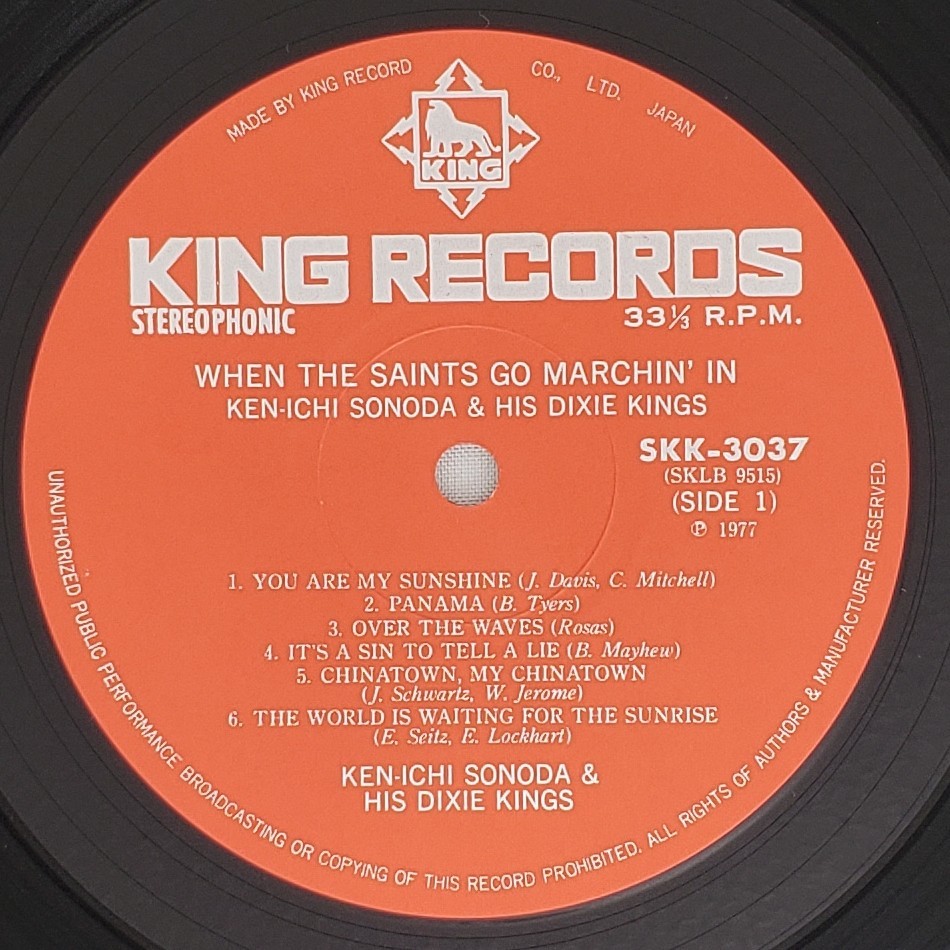 MADE BY KING RECORD CO., LTD. JAPAN
KING
KING RECORDS
STEREOPHONIC
33⅓ R.P.M.
WHEN THE SAINTS GO MARCHIN' IN
KEN-ICHI SONODA & HIS DIXIE KINGS
SKK-3037
(SKLB 9515)
(SIDE 1)
℗ 1977
1. YOU ARE MY SUNSHINE (J. Davis, C. Mitchell)
2. PANAMA (B. Tyers)
3. OVER THE WAVES (Rosas)
4. IT'S A SIN TO TELL A LIE (B. Mayhew)
5. CHINATOWN, MY CHINATOWN
(J. Schwartz, W. Jerome)
6. THE WORLD IS WAITING FOR THE SUNRISE
(E. Seitz, E. Lockhart)
KEN-ICHI SONODA &
HIS DIXIE KINGS
UNAUTHORIZED PUBLIC PERFORMANCE BROADCASTING OR COPYING OF THIS RECORD PROHIBITED. ALL RIGHTS OF AUTHORS & MANUFACTURER RESERVED.